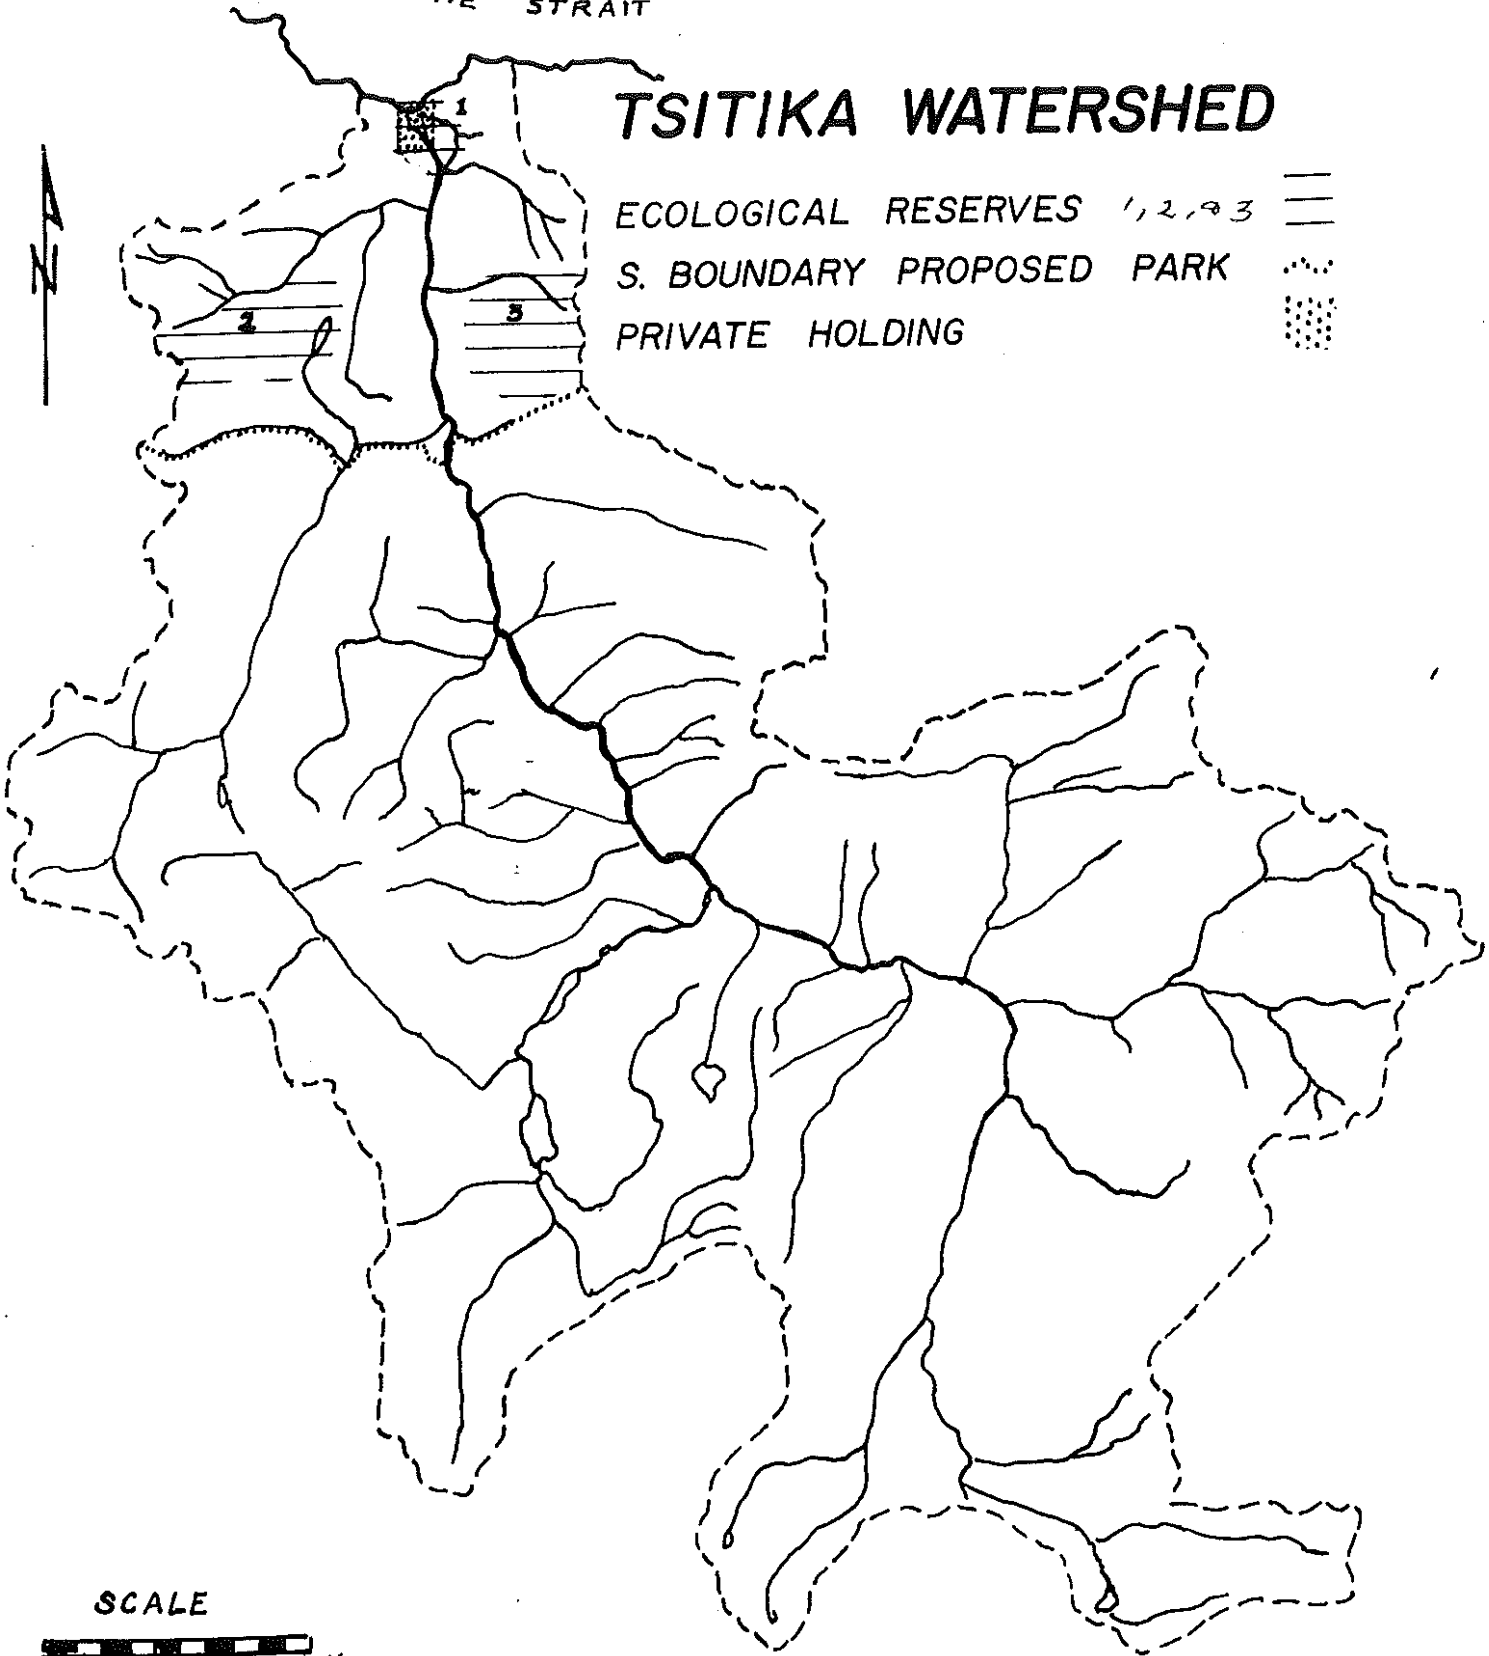 STRAIT
TSITIKA WATERSHED
ECOLOGICAL RESERVES 1,2,&3
S. BOUNDARY PROPOSED PARK
PRIVATE HOLDING
1
2
3
N
SCALE